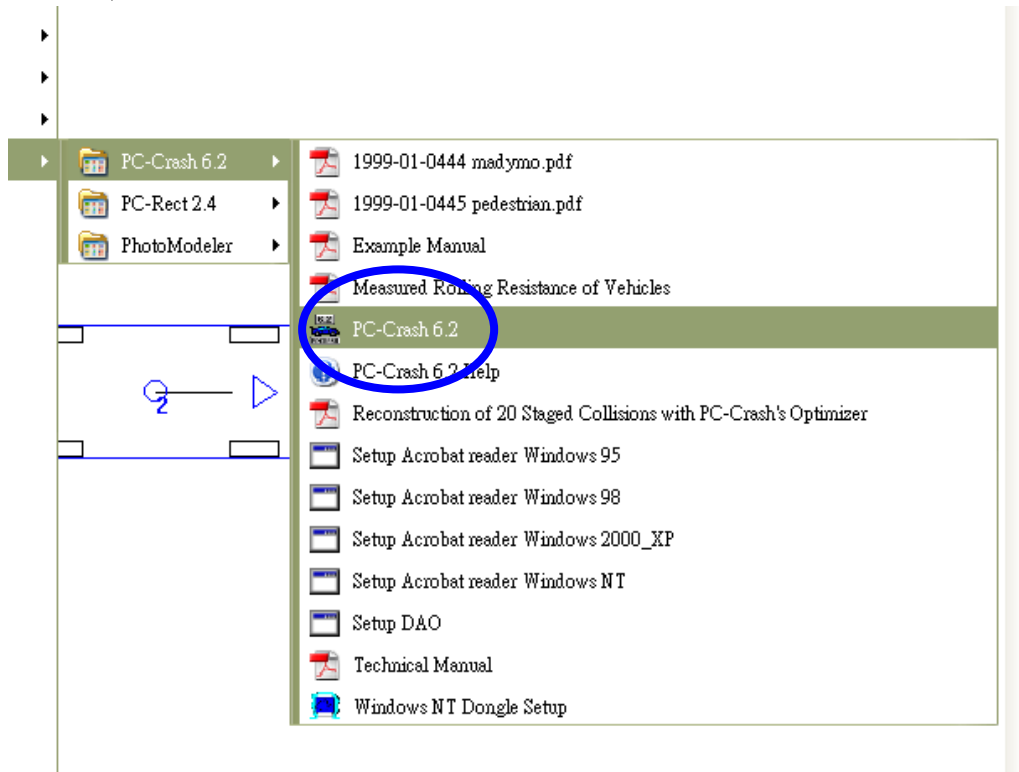 PC-Crash 6.2
PC-Rect 2.4
PhotoModeler
1999-01-0444 madymo.pdf
1999-01-0445 pedestrian.pdf
Example Manual
Measured Rolling Resistance of Vehicles
PC-Crash 6.2
PC-Crash 6.2 Help
Reconstruction of 20 Staged Collisions with PC-Crash's Optimizer
Setup Acrobat reader Windows 95
Setup Acrobat reader Windows 98
Setup Acrobat reader Windows 2000_XP
Setup Acrobat reader Windows NT
Setup DAO
Technical Manual
Windows NT Dongle Setup
2